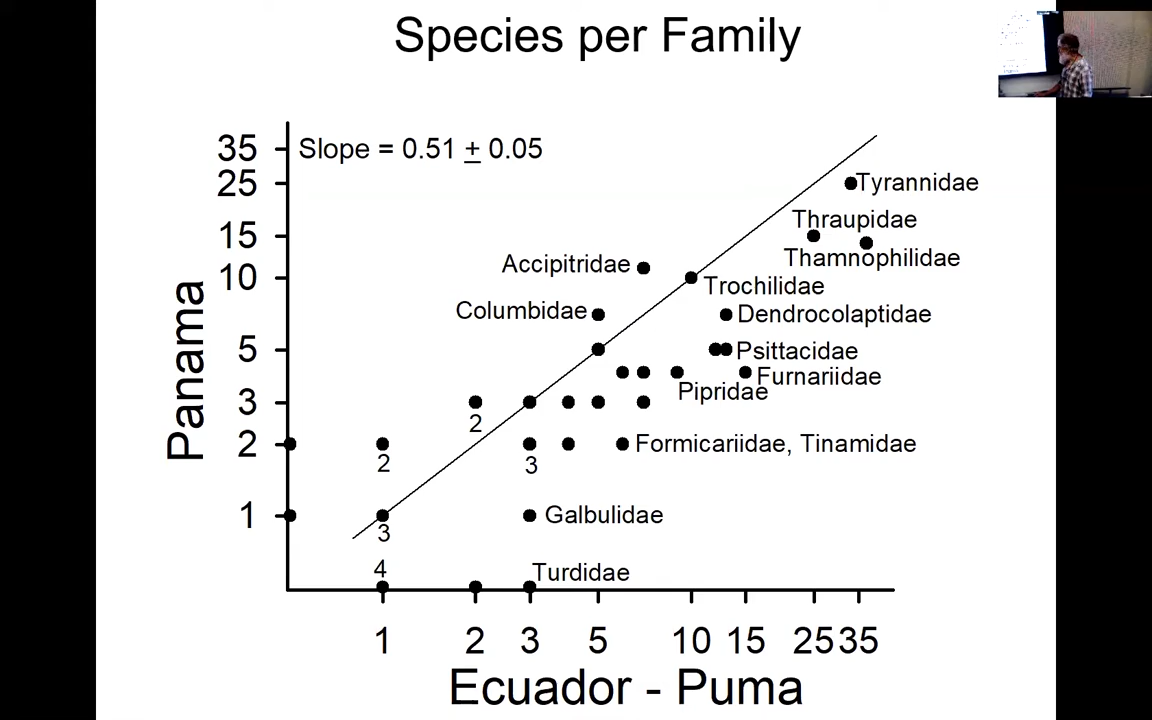 Species per Family
Slope = 0.51 ± 0.05
35
25
15
10
5
3
2
1
Panama
Tyrannidae
Thraupidae
Thamnophilidae
Accipitridae
Trochilidae
Columbidae
Dendrocolaptidae
Psittacidae
Furnariidae
Pipridae
2
Formicariidae, Tinamidae
2
3
Galbulidae
3
4
Turdidae
1 2 3 5 10 15 25 35
Ecuador - Puma